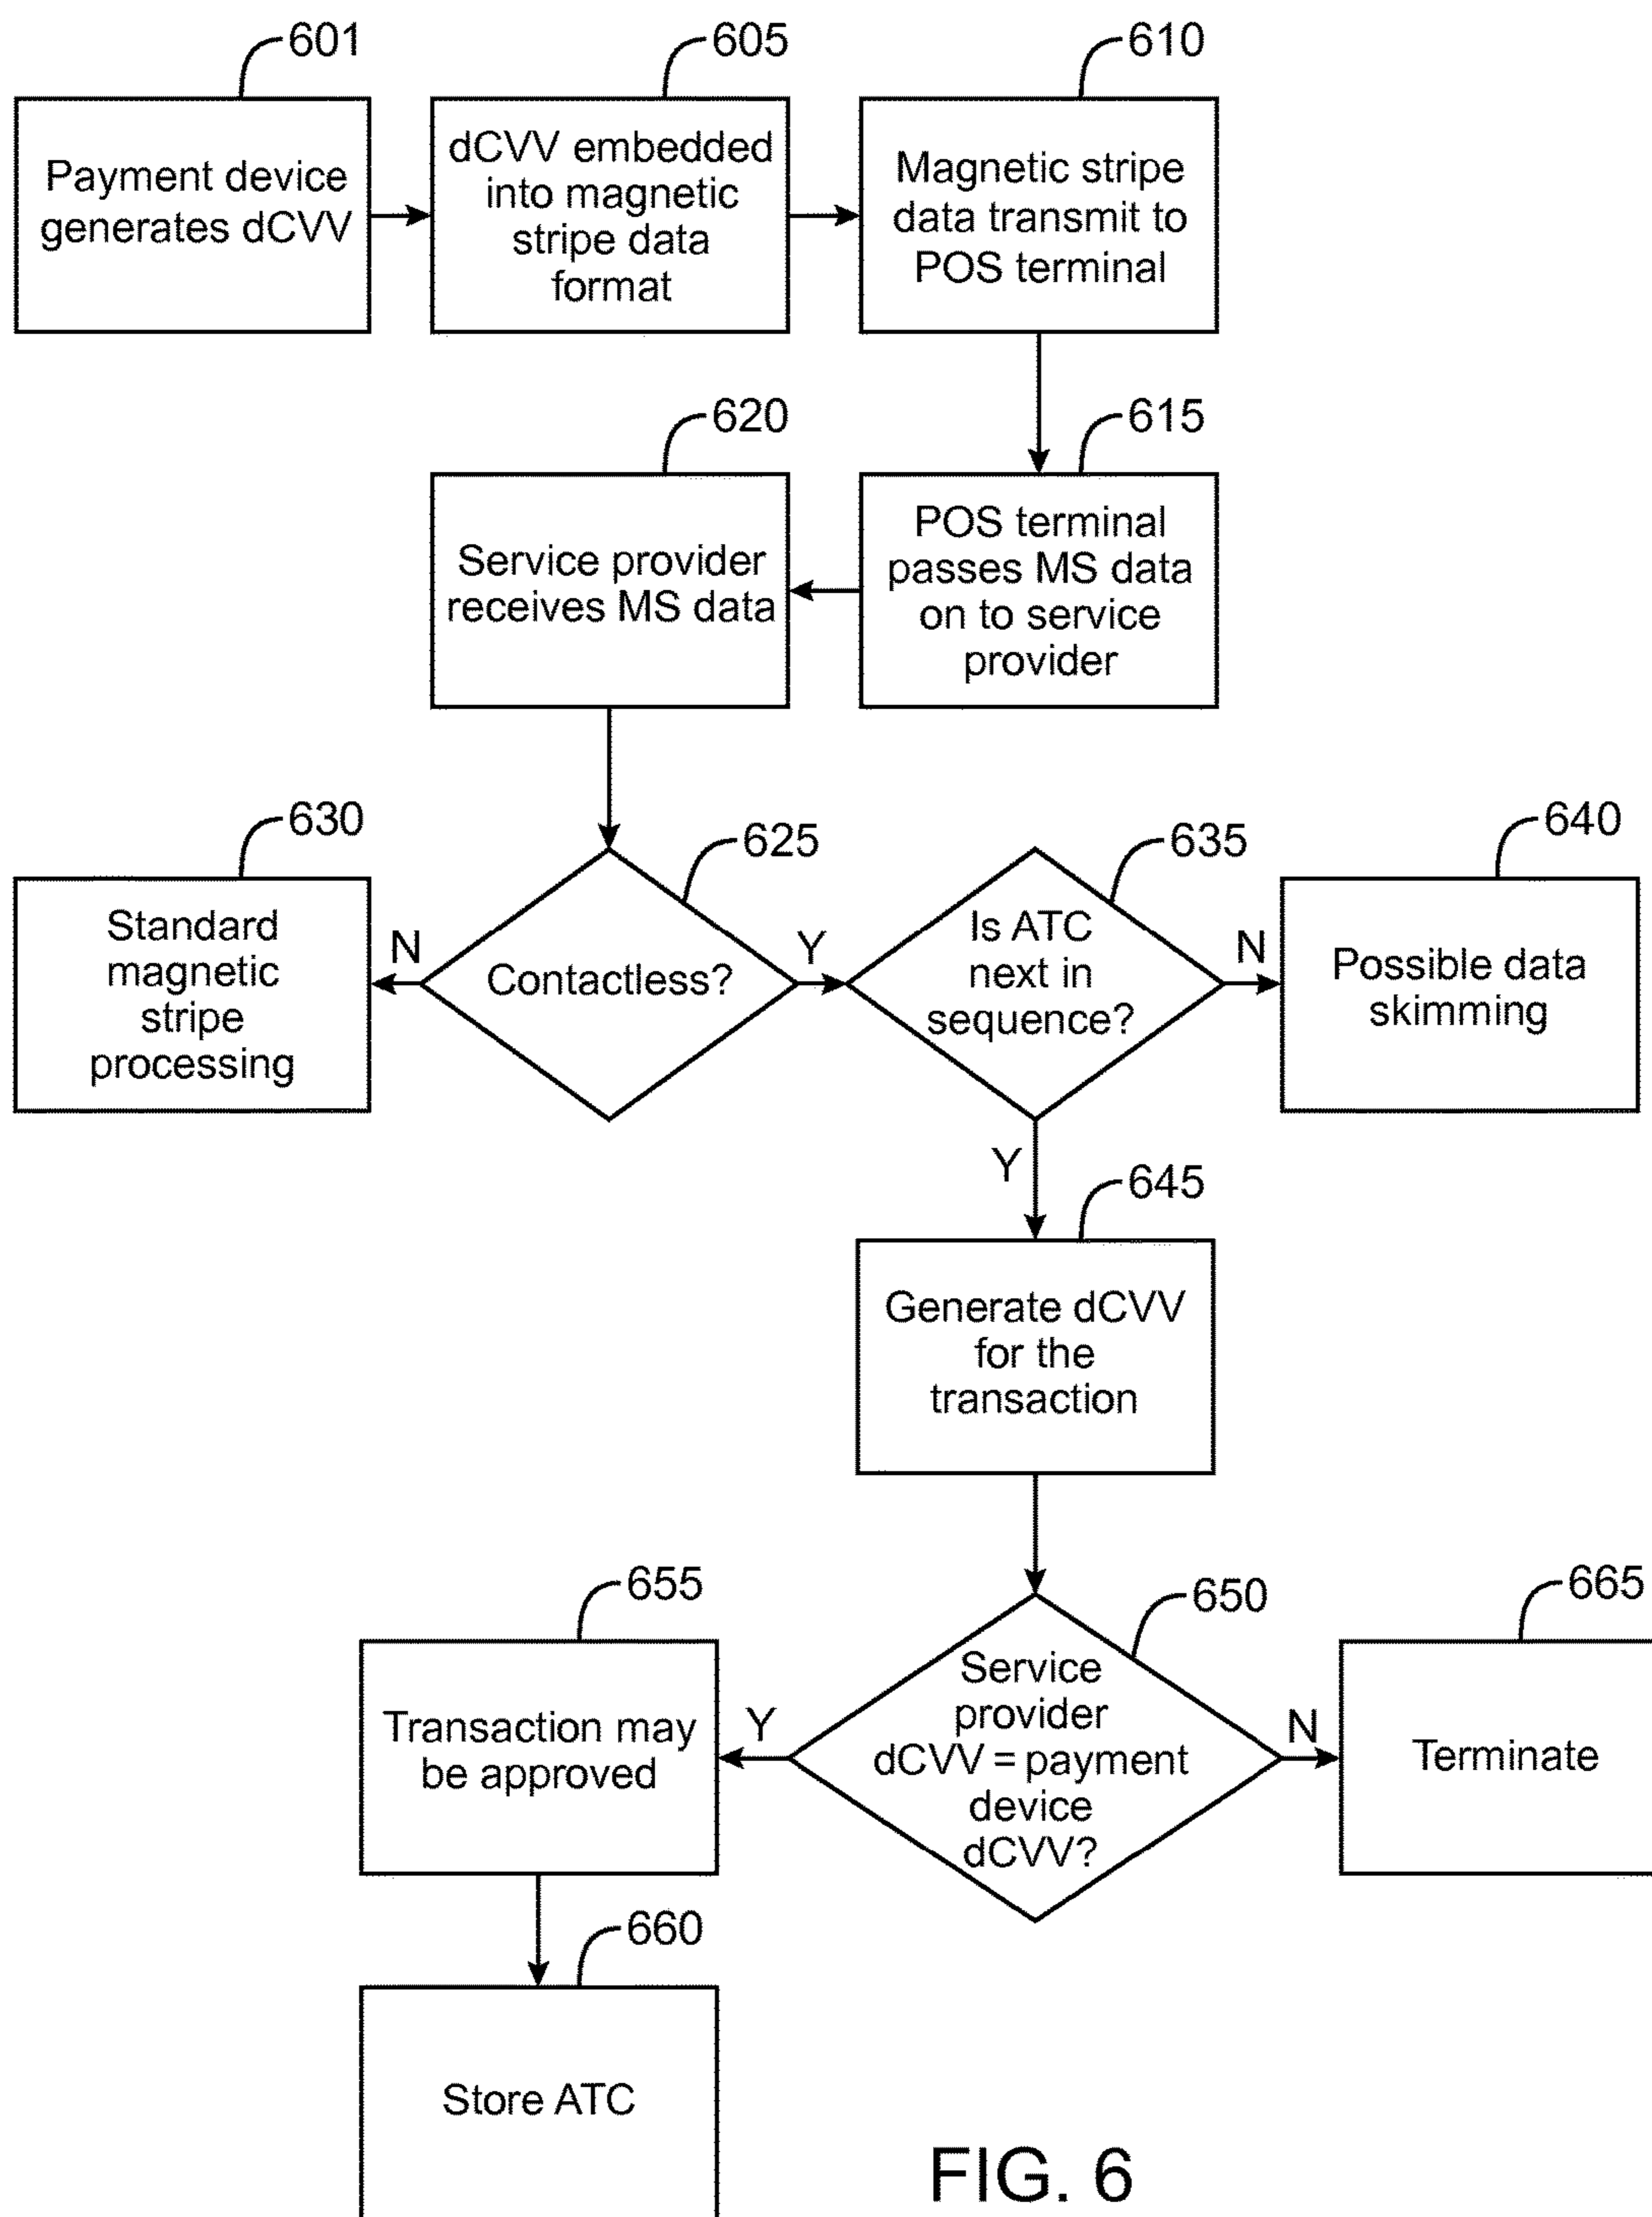 601
Payment device
generates dCVV
605
dCVV embedded
into magnetic
stripe data
format
610
Magnetic stripe
data transmit to
POS terminal
615
POS terminal
passes MS data
on to service
provider
620
Service provider
receives MS data
625
Contactless?
N
Y
630
Standard
magnetic
stripe
processing
635
Is ATC
next in
sequence?
N
Y
640
Possible data
skimming
645
Generate dCVV
for the
transaction
650
Service
provider
dCVV = payment
device
dCVV?
Y
N
655
Transaction may
be approved
665
Terminate
660
Store ATC
FIG. 6